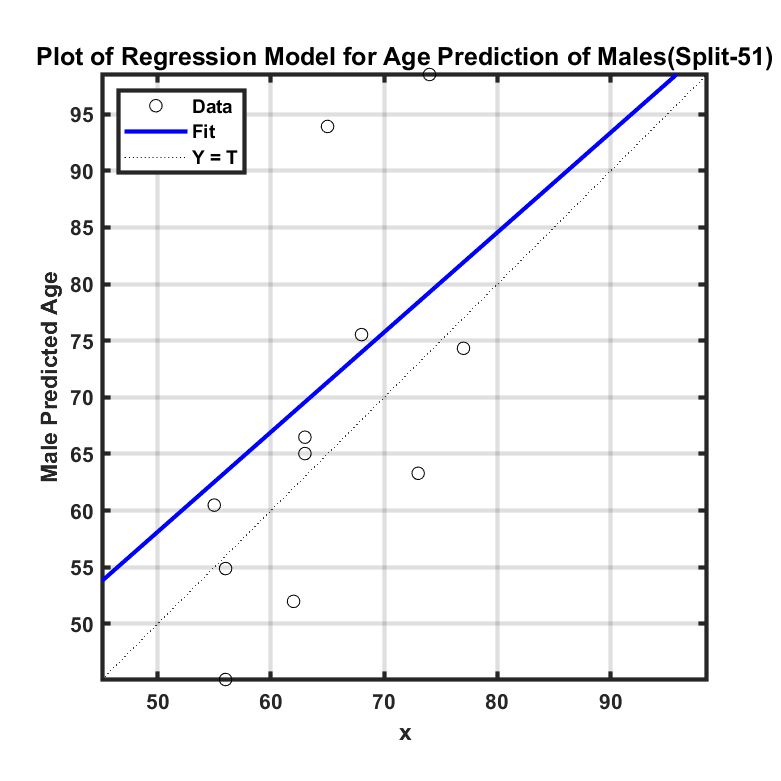 Plot of Regression Model for Age Prediction of Males(Split-51)
Data
Fit
Y = T
Male Predicted Age
95
90
85
80
75
70
65
60
55
50
50 60 70 80 90
x